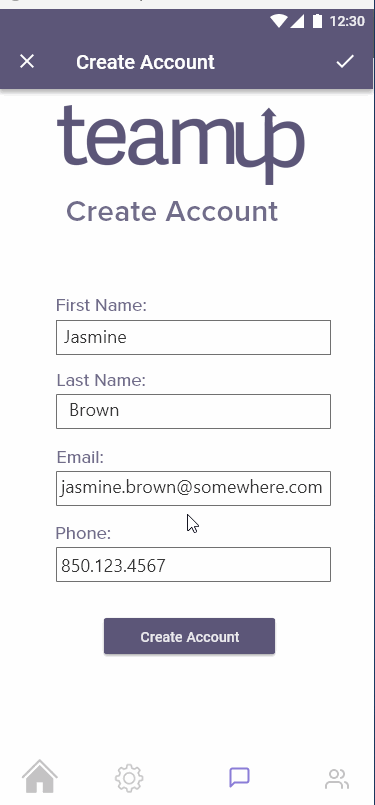 12:30
Create Account
teamup
Create Account
First Name:
Jasmine
Last Name:
Brown
Email:
jasmine.brown@somewhere.com
Phone:
850.123.4567
Create Account